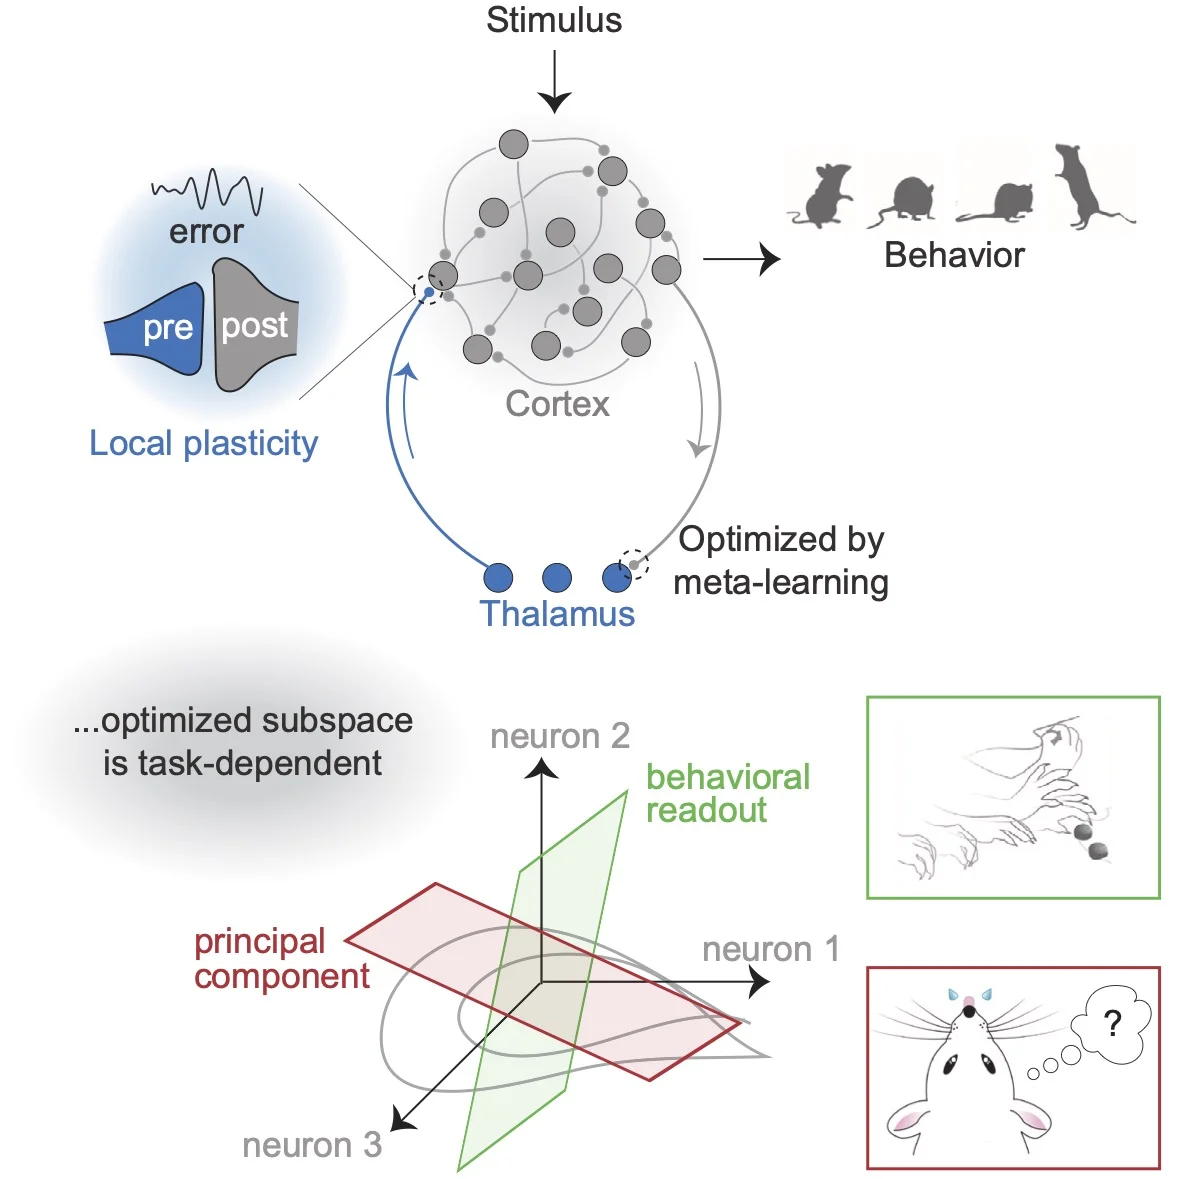 Stimulus
error
pre
post
Local plasticity
Cortex
Behavior
Optimized by
meta-learning
Thalamus
...optimized subspace
is task-dependent
neuron 2
behavioral
readout
principal
component
neuron 1
neuron 3
?